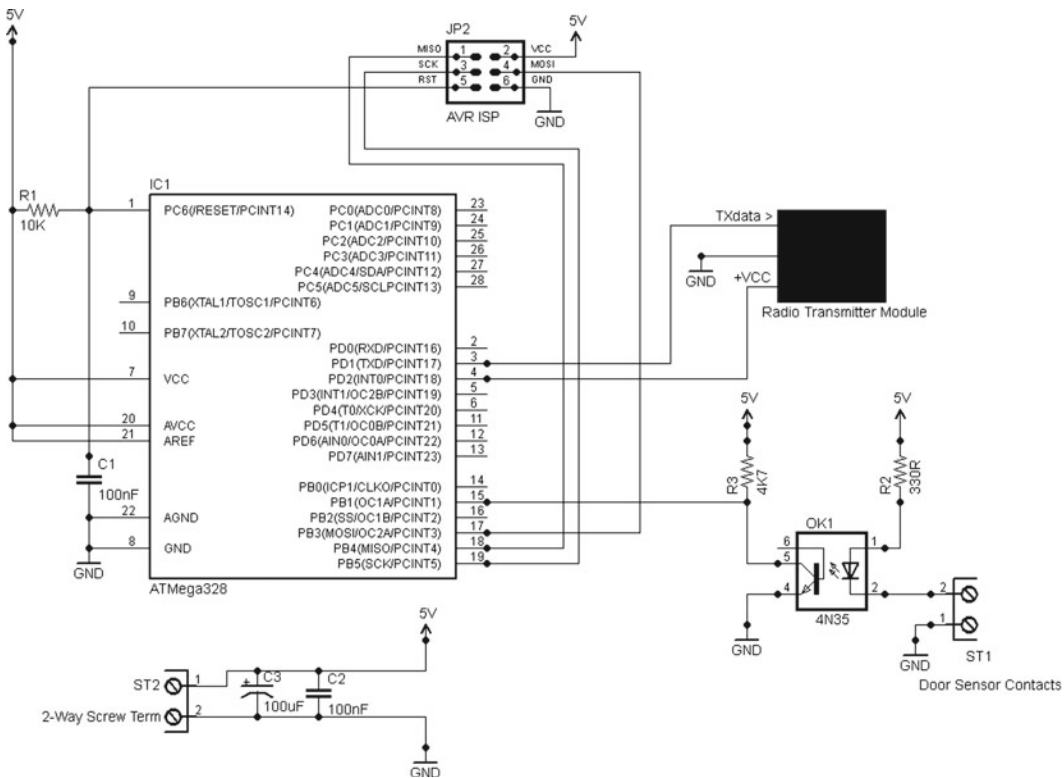 5V
JP2
5V
MISO 1 2 VCC
SCK 3 4 MOSI
RST 5 6 GND
AVR ISP
GND
R1
10K
IC1
1 PC6(/RESET/PCINT14)
9 PB6(XTAL1/TOSC1/PCINT6)
10 PB7(XTAL2/TOSC2/PCINT7)
7 VCC
20 AVCC
21 AREF
22 AGND
8 GND
PC0(ADC0/PCINT8) 23
PC1(ADC1/PCINT9) 24
PC2(ADC2/PCINT10) 25
PC3(ADC3/PCINT11) 26
PC4(ADC4/SDA/PCINT12) 27
PC5(ADC5/SCLPCINT13) 28
PD0(RXD/PCINT16) 2
PD1(TXD/PCINT17) 3
PD2(INT0/PCINT18) 4
PD3(INT1/OC2B/PCINT19) 5
PD4(T0/XCK/PCINT20) 6
PD5(T1/OC0B/PCINT21) 11
PD6(AIN0/OC0A/PCINT22) 12
PD7(AIN1/PCINT23) 13
PB0(ICP1/CLKO/PCINT0) 14
PB1(OC1A/PCINT1) 15
PB2(SS/OC1B/PCINT2) 16
PB3(MOSI/OC2A/PCINT3) 17
PB4(MISO/PCINT4) 18
PB5(SCK/PCINT5) 19
ATMega328
C1
100nF
GND
TXdata >
GND
+VCC
Radio Transmitter Module
5V
5V
R3
4K7
R2
330R
OK1
6
5
4
1
2
4N35
GND
2
1
GND
ST1
Door Sensor Contacts
5V
ST2
1
2
2-Way Screw Term
+
C3
100uF
C2
100nF
GND